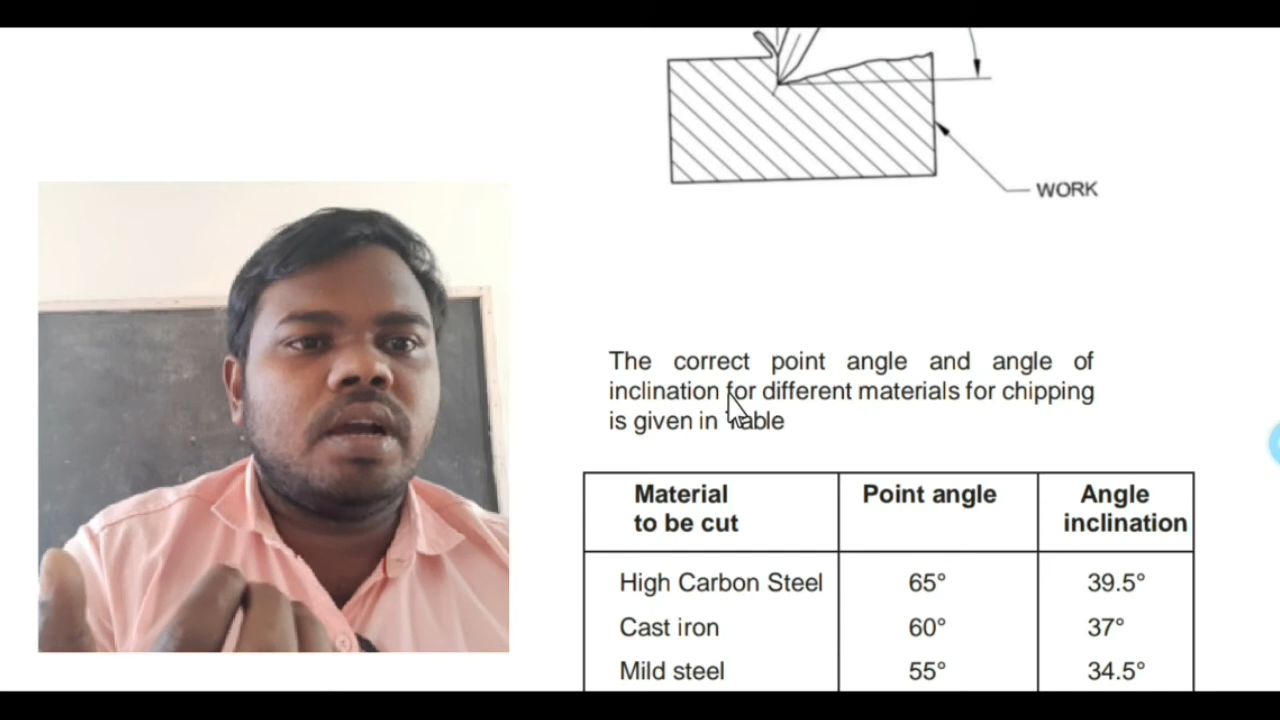 WORK
The correct point angle and angle of
inclination for different materials for chipping
is given in Table
Material Point angle Angle
to be cut inclination
High Carbon Steel 65° 39.5°
Cast iron 60° 37°
Mild steel 55° 34.5°